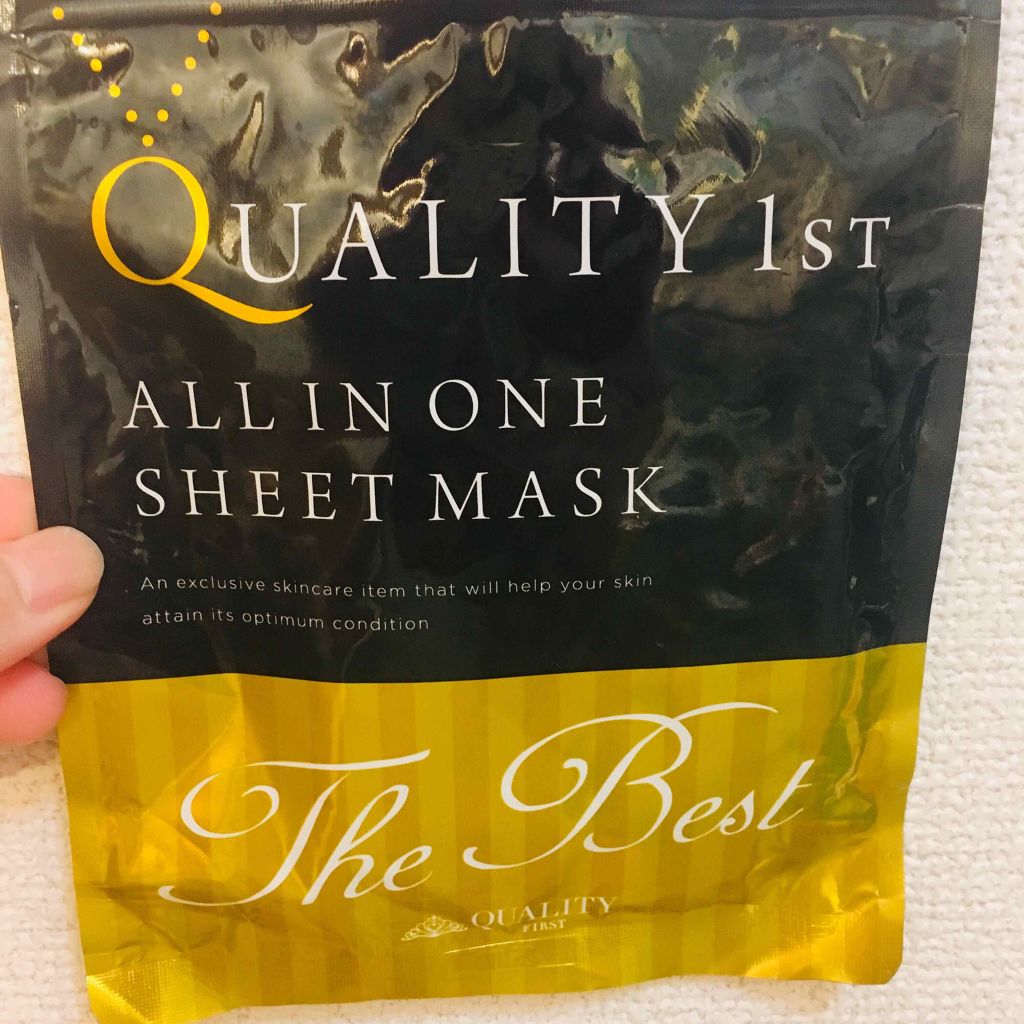 QUALITY 1ST
ALL IN ONE
SHEET MASK
An exclusive skincare item that will help your skin
attain its optimum condition
The Best
QUALITY
FIRST